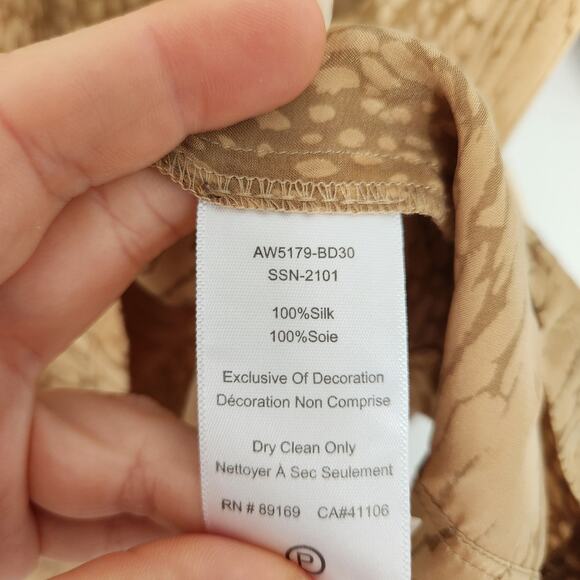 AW5179-BD30
SSN-2101
100%Silk
100%Soie
Exclusive Of Decoration
Décoration Non Comprise
Dry Clean Only
Nettoyer À Sec Seulement
RN # 89169 CA#41106
P